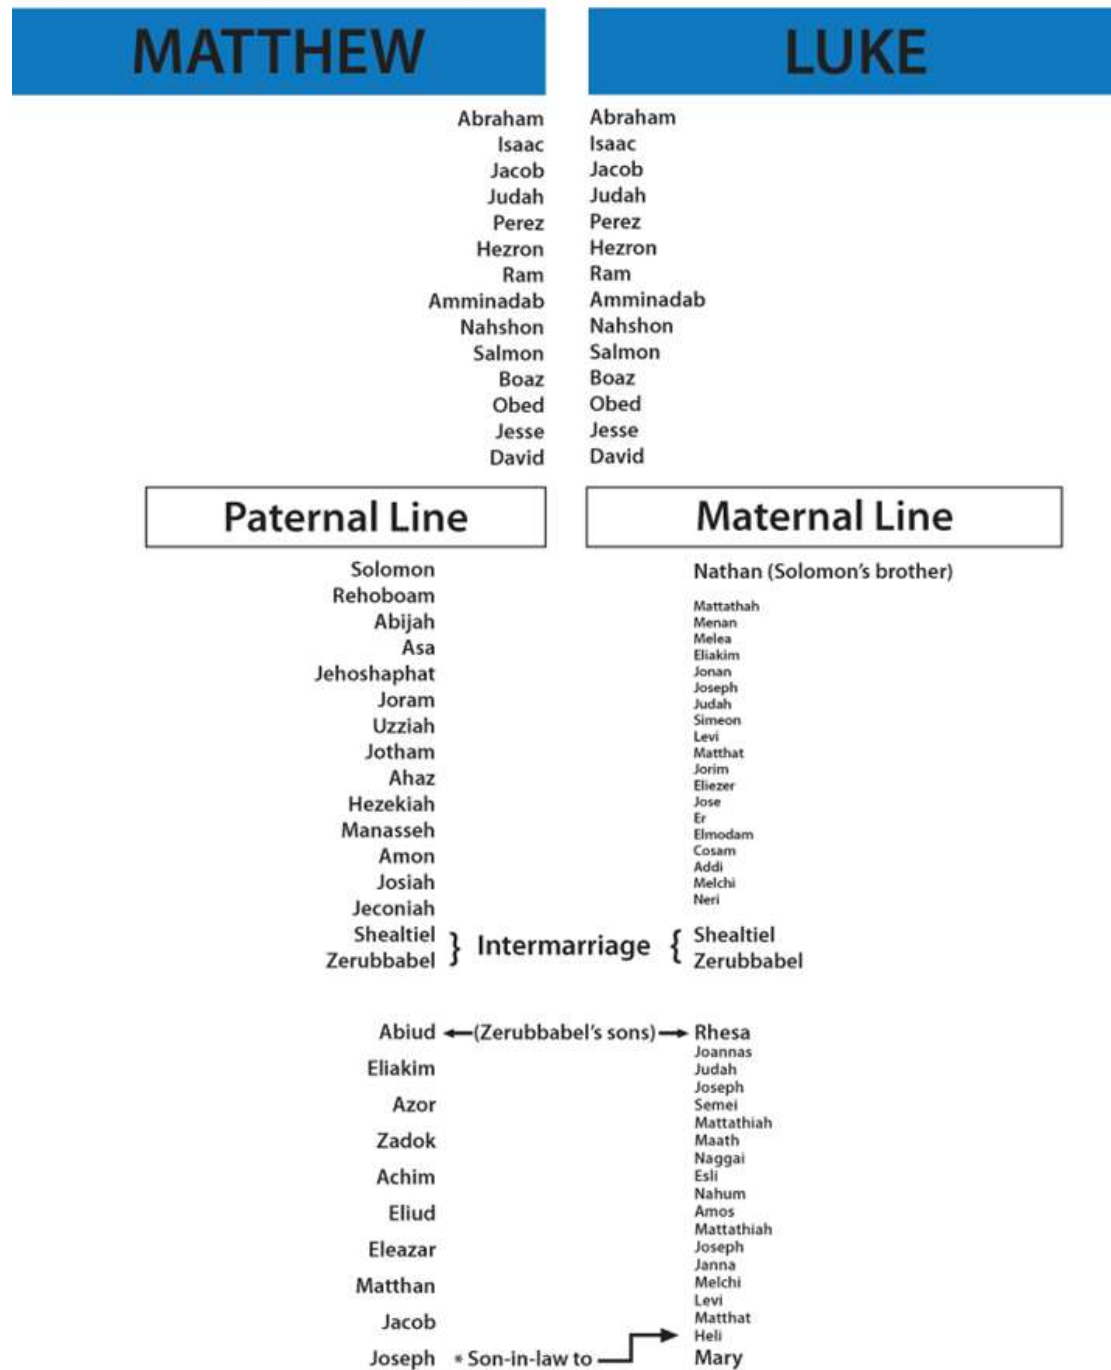 MATTHEW
LUKE
Abraham
Isaac
Jacob
Judah
Perez
Hezron
Ram
Amminadab
Nahshon
Salmon
Boaz
Obed
Jesse
David
Abraham
Isaac
Jacob
Judah
Perez
Hezron
Ram
Amminadab
Nahshon
Salmon
Boaz
Obed
Jesse
David
Paternal Line
Maternal Line
Solomon
Rehoboam
Abijah
Asa
Jehoshaphat
Joram
Uzziah
Jotham
Ahaz
Hezekiah
Manasseh
Amon
Josiah
Jeconiah
Shealtiel
Zerubbabel
} Intermarriage {
Nathan (Solomon's brother)
Mattathah
Menan
Melea
Eliakim
Jonan
Joseph
Judah
Simeon
Levi
Matthat
Jorim
Eliezer
Jose
Er
Elmodam
Cosam
Addi
Melchi
Neri
Shealtiel
Zerubbabel
Abiud
(Zerubbabel's sons)
Eliakim
Azor
Zadok
Achim
Eliud
Eleazar
Matthan
Jacob
Joseph * Son-in-law to
Rhesa
Joannas
Judah
Joseph
Semei
Mattathiah
Maath
Naggai
Esli
Nahum
Amos
Mattathiah
Joseph
Janna
Melchi
Levi
Matthat
Heli
Mary